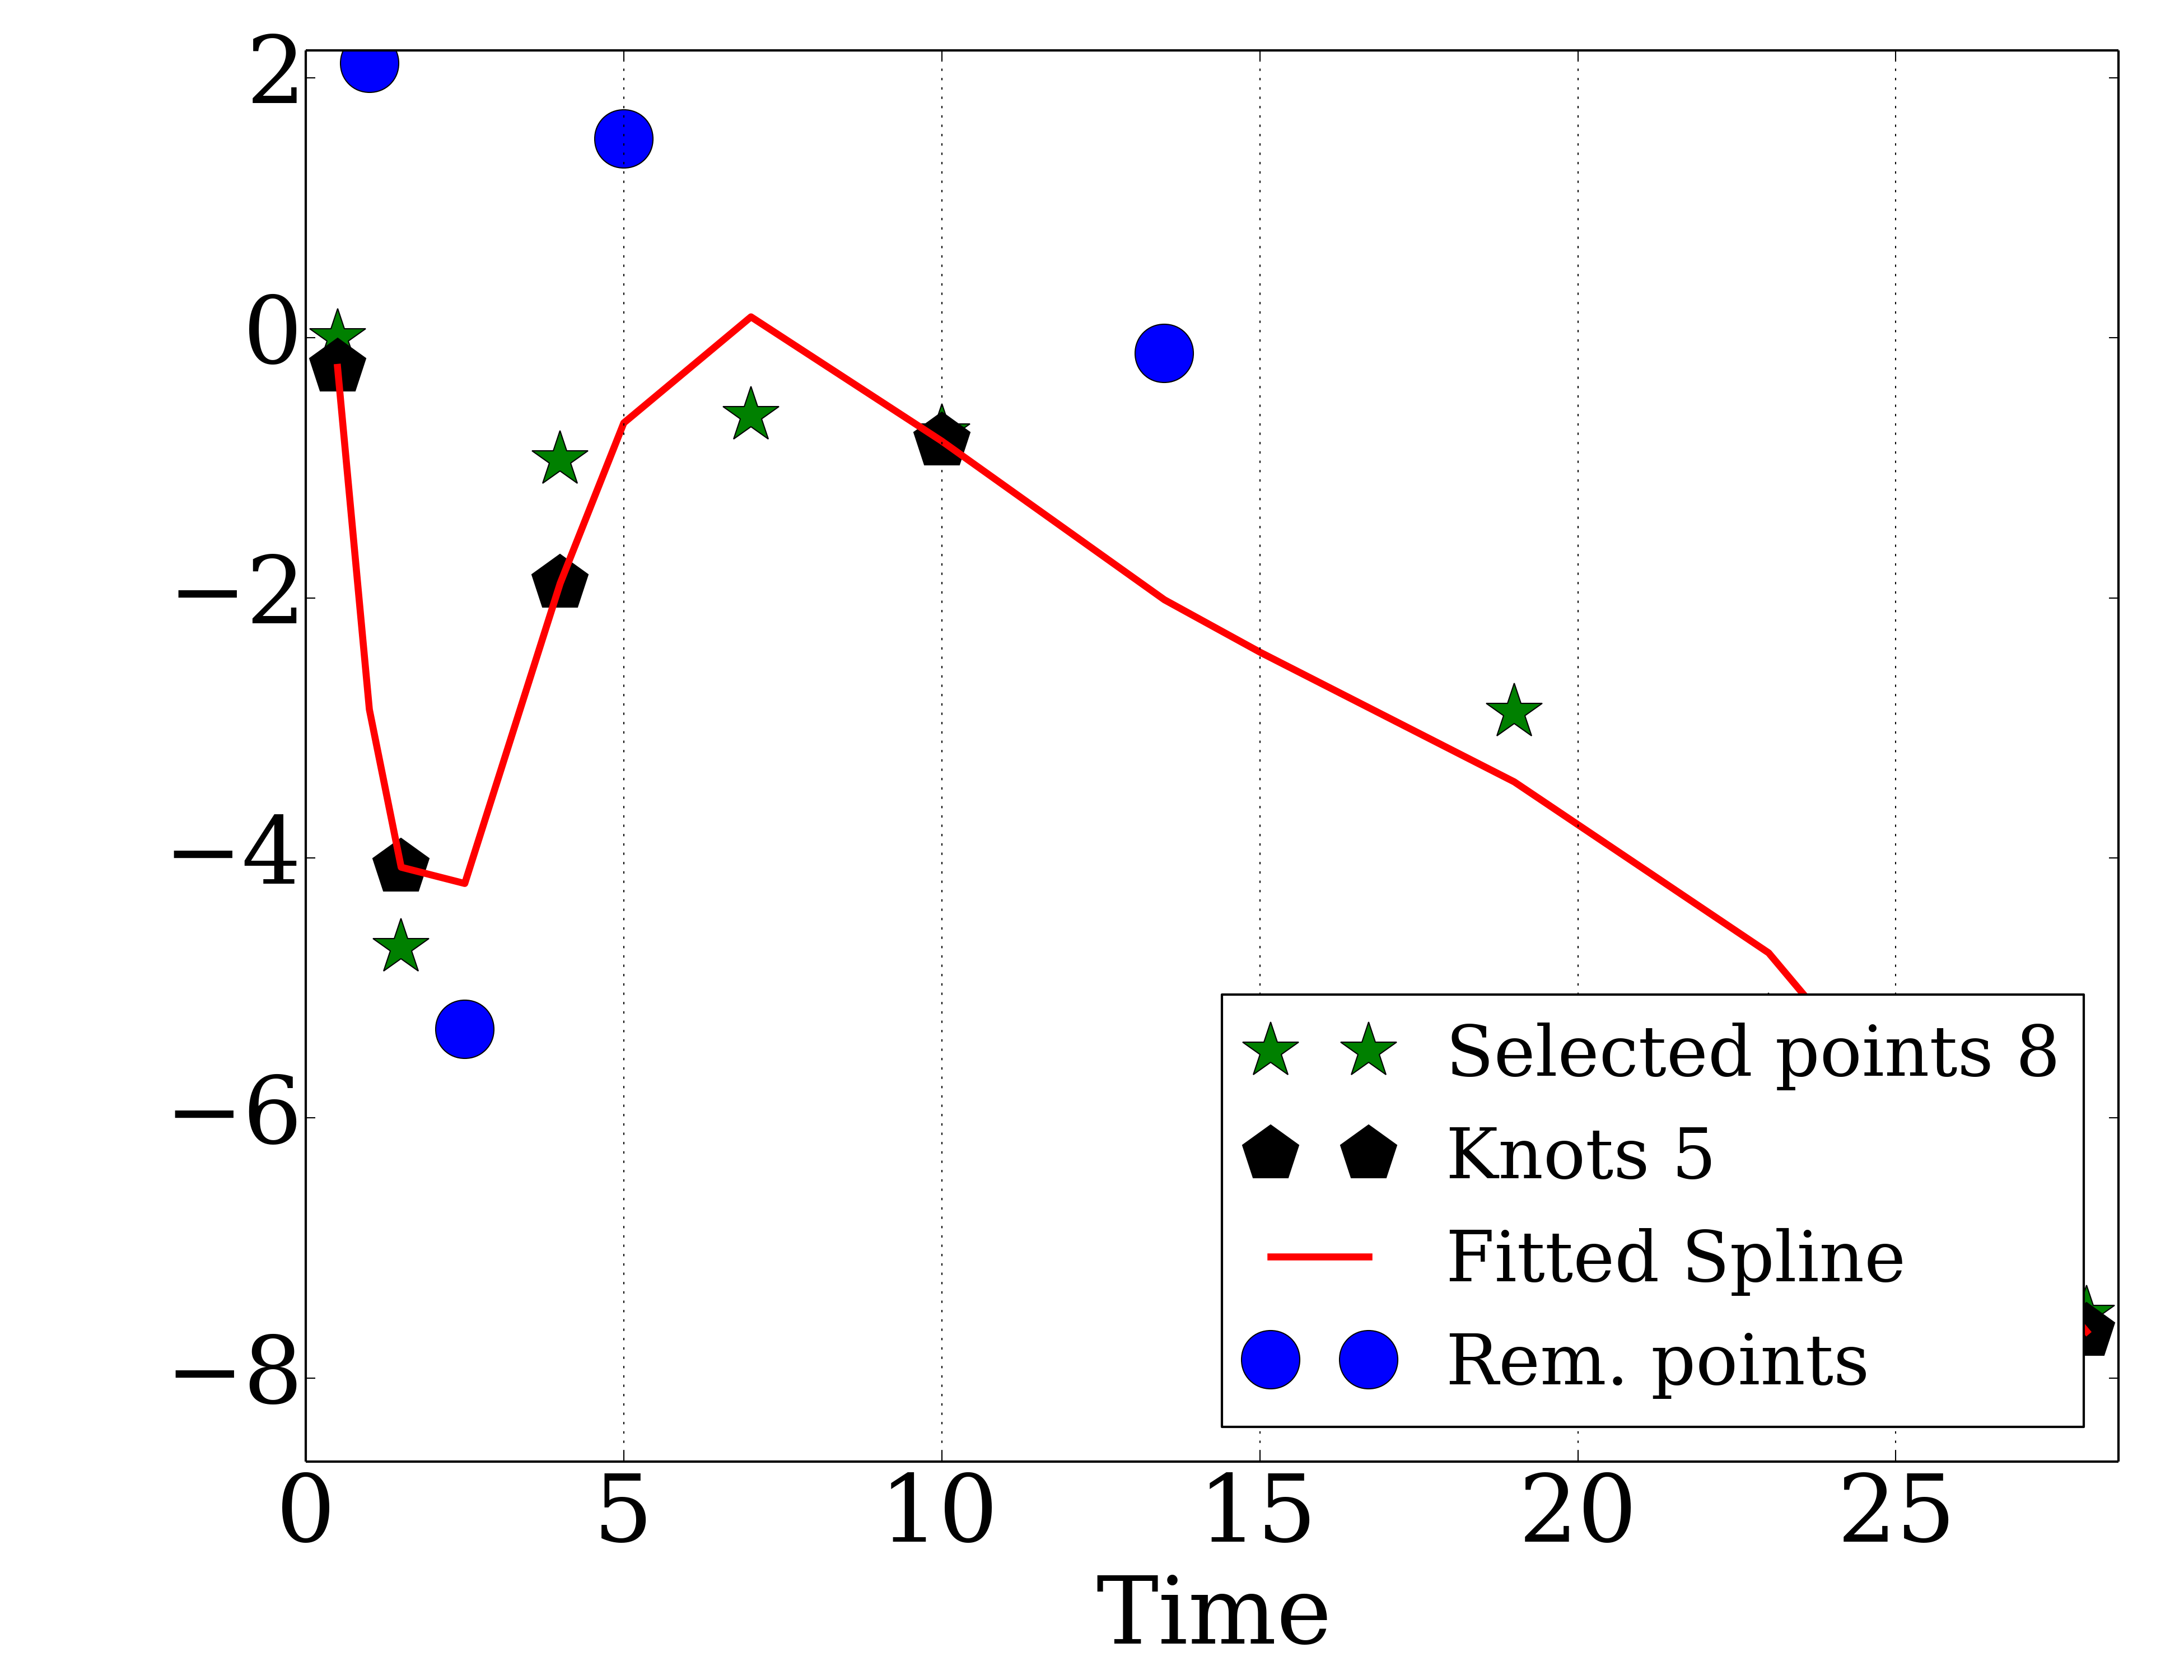 2
0
−2
−4
−6
−8
Selected points 8
Knots 5
Fitted Spline
Rem. points
0 5 10 15 20 25
Time